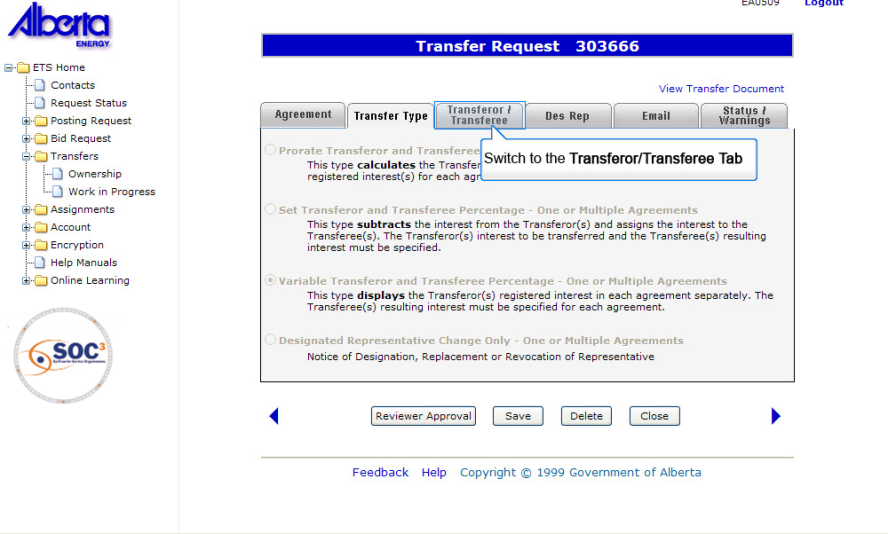 EA0509 Logout
Alberta
ENERGY
Transfer Request 303666
ETS Home
Contacts
Request Status
Posting Request
Bid Request
Transfers
Ownership
Work in Progress
Assignments
Account
Encryption
Help Manuals
Online Learning
SOC3
View Transfer Document
Agreement
Transfer Type
Transferor /
Transferee
Des Rep
Email
Status /
Warnings
Switch to the Transferor/Transferee Tab
Prorate Transferor and Transferee
This type calculates the Transfer
registered interest(s) for each agr
Set Transferor and Transferee Percentage - One or Multiple Agreements
This type subtracts the interest from the Transferor(s) and assigns the interest to the
Transferee(s). The Transferor(s) interest to be transferred and the Transferee(s) resulting
interest must be specified.
Variable Transferor and Transferee Percentage - One or Multiple Agreements
This type displays the Transferor(s) registered interest in each agreement separately. The
Transferee(s) resulting interest must be specified for each agreement.
Designated Representative Change Only - One or Multiple Agreements
Notice of Designation, Replacement or Revocation of Representative
Reviewer Approval Save Delete Close
Feedback Help Copyright © 1999 Government of Alberta